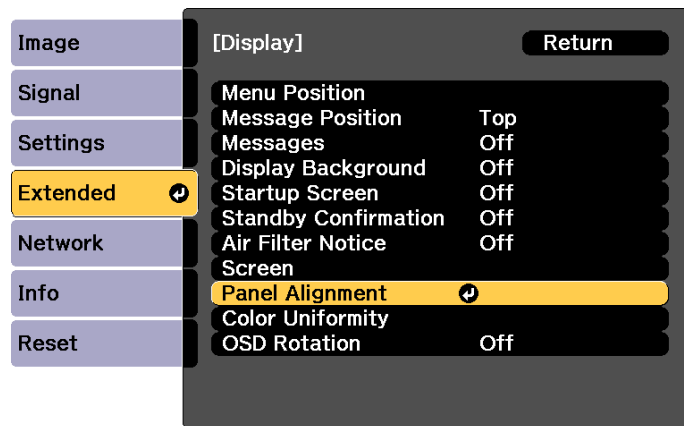 Image
Signal
Settings
Extended
Network
Info
Reset
[Display] Return
Menu Position
Message Position Top
Messages Off
Display Background Off
Startup Screen Off
Standby Confirmation Off
Air Filter Notice Off
Screen
Panel Alignment
Color Uniformity
OSD Rotation Off